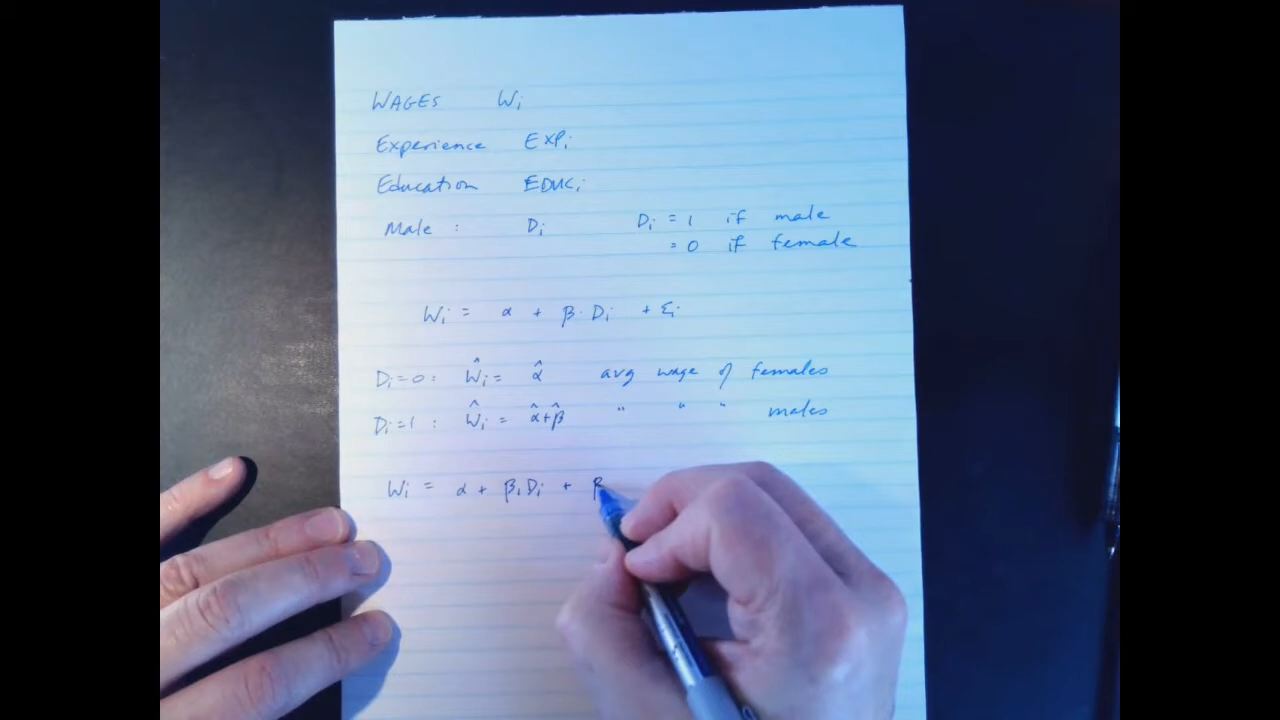 WAGES Wi
Experience EXPi
Education EDUCi
Male : Di Di = 1 if male
= 0 if female
Wi = α + β · Di + Σi
Di=0 : Ŵi = α̂ avg wage of females
Di=1 : Ŵi = α̂+β̂ " " " males
Wi = α + β1Di + β